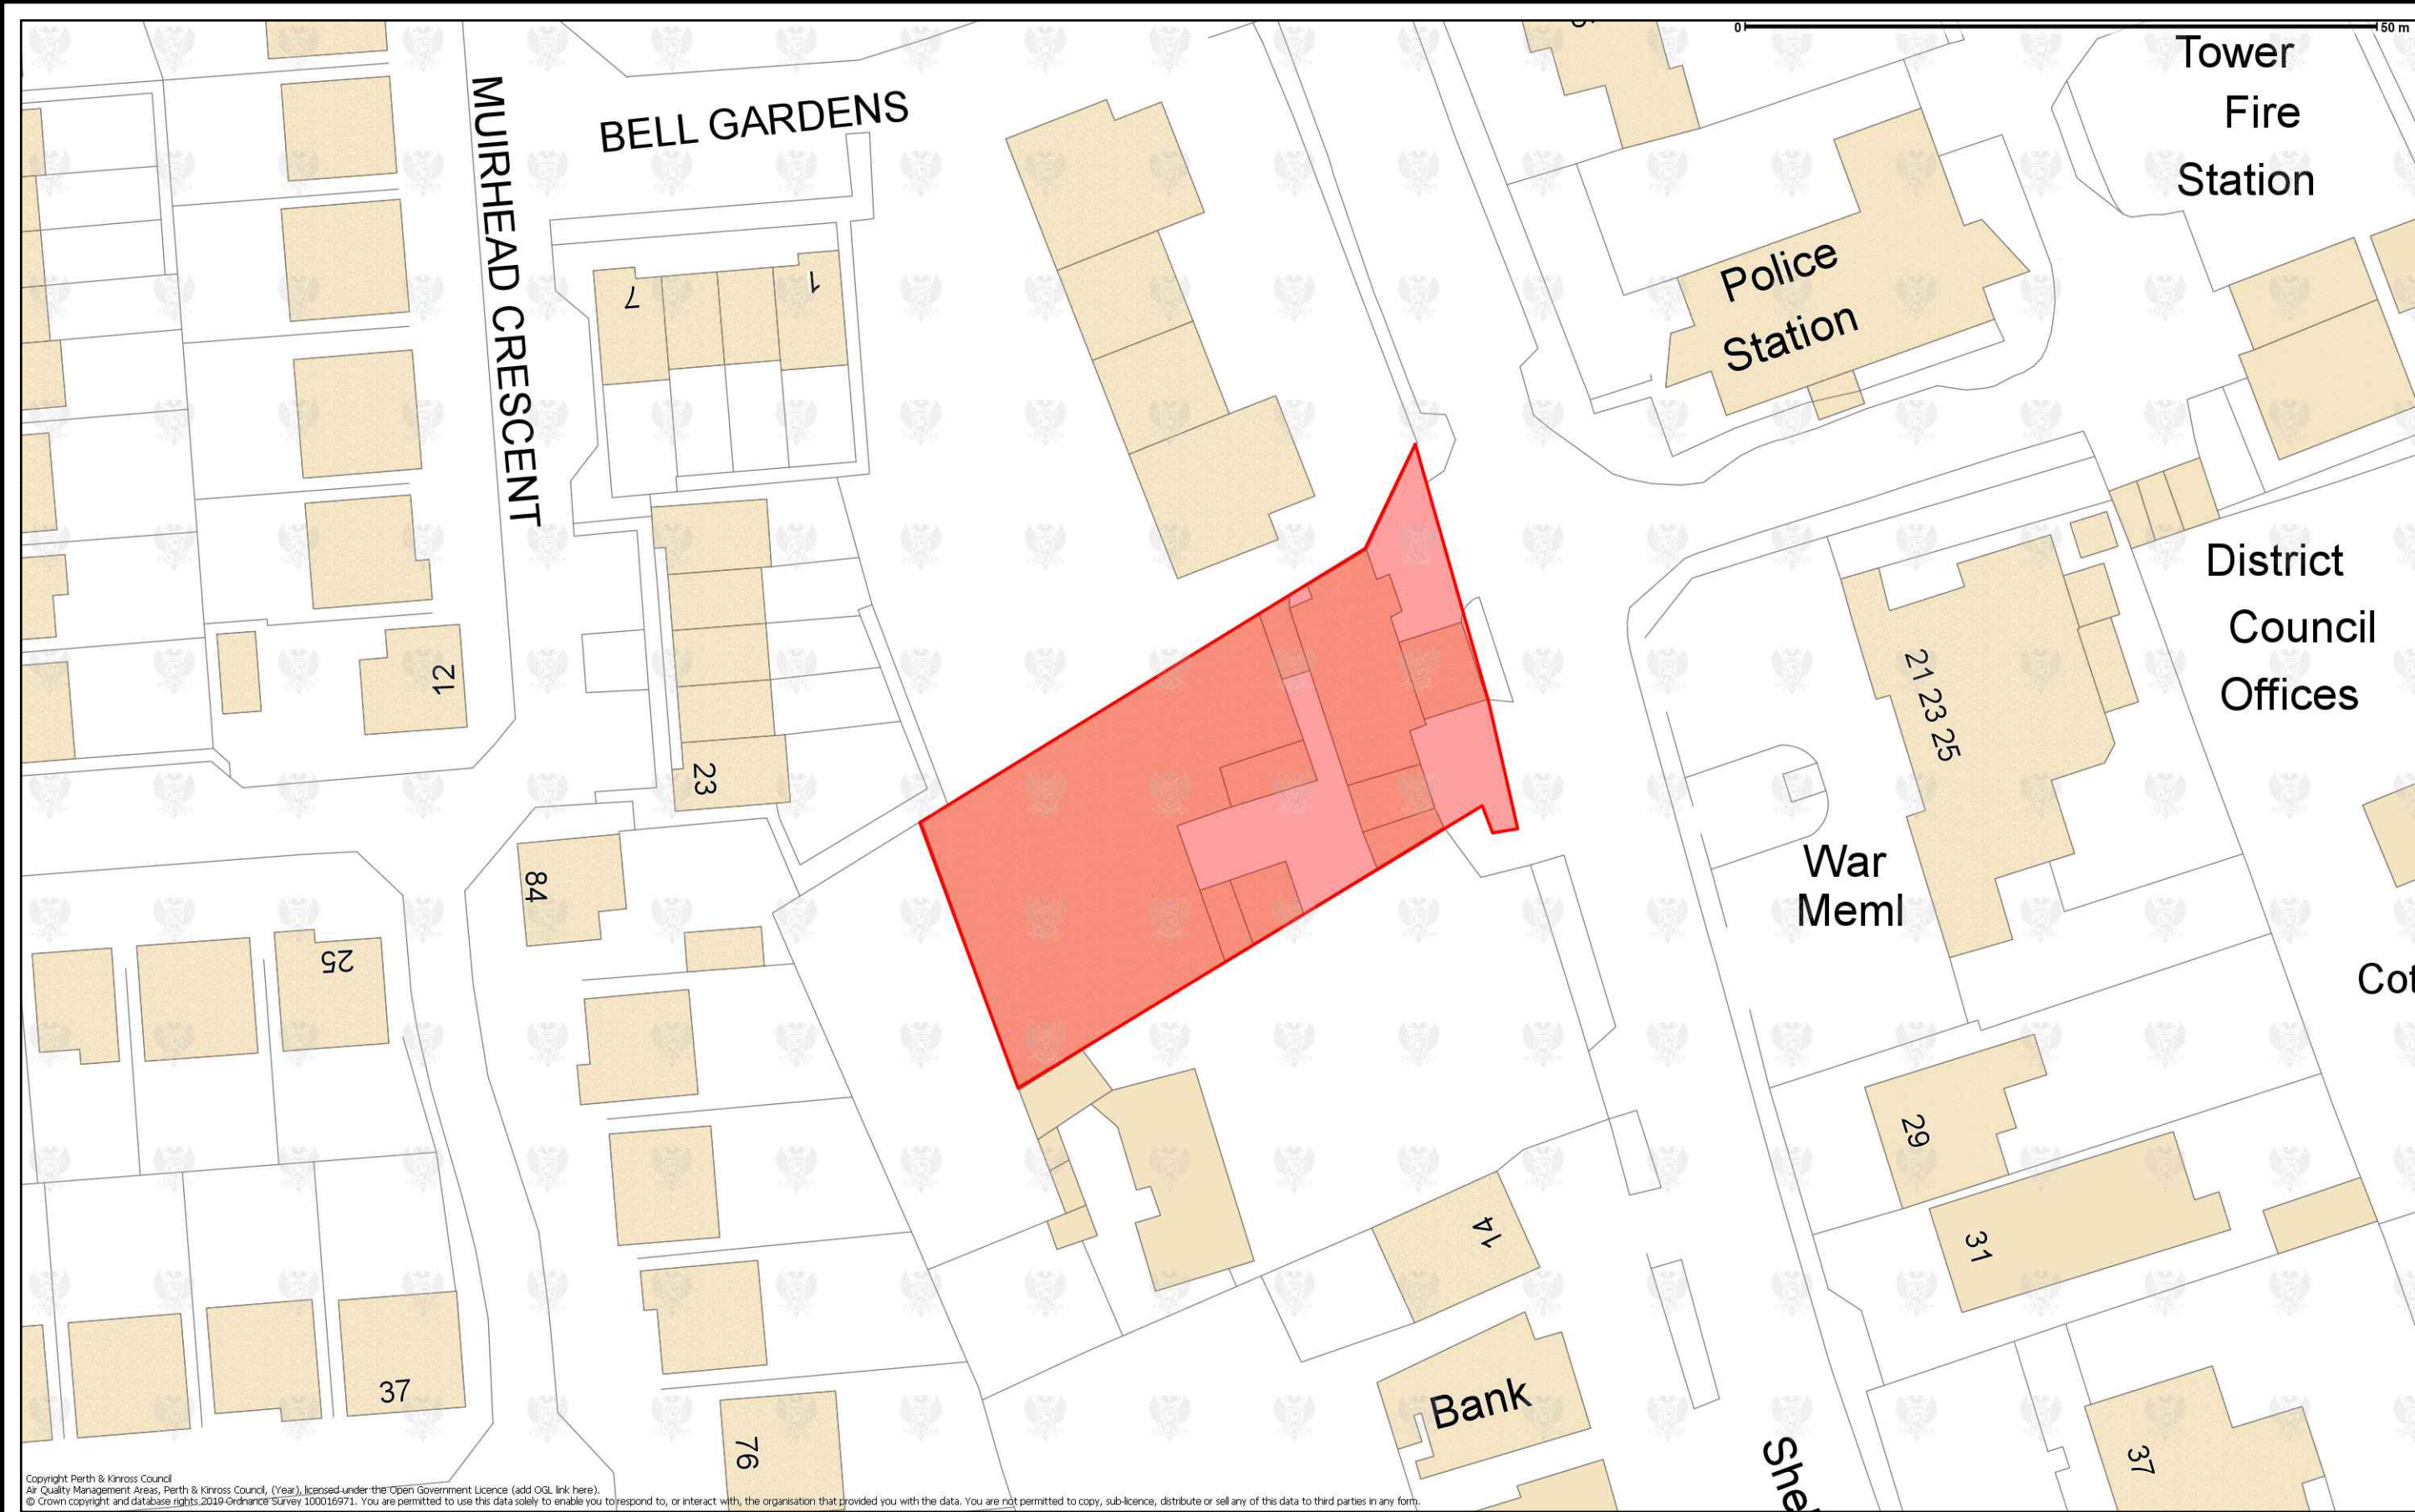 0
50 m
Tower
Fire
Station
MUIRHEAD CRESCENT
BELL GARDENS
7
1
Police
Station
District
Council
Offices
12
21 23 25
23
War
Meml
84
25
29
31
14
37
Bank
76
37
Copyright Perth & Kinross Council
Air Quality Management Areas, Perth & Kinross Council, (Year), licensed under the Open Government Licence (add OGL link here).
© Crown copyright and database rights 2019 Ordnance Survey 100016971. You are permitted to use this data solely to enable you to respond to, or interact with, the organisation that provided you with the data. You are not permitted to copy, sub-licence, distribute or sell any of this data to third parties in any form.